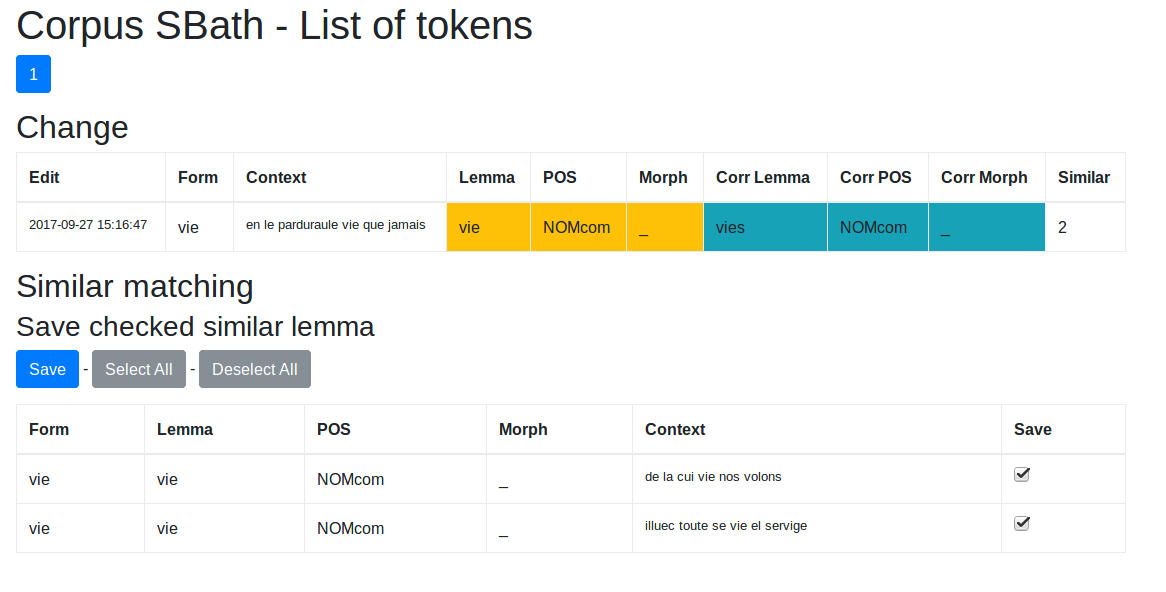 Corpus SBath - List of tokens
1
Change
Edit Form Context Lemma POS Morph Corr Lemma Corr POS Corr Morph Similar
2017-09-27 15:16:47 vie en le parduraule vie que jamais vie NOMcom _ vies NOMcom _ 2
Similar matching
Save checked similar lemma
Save - Select All - Deselect All
Form Lemma POS Morph Context Save
vie vie NOMcom _ de la cui vie nos volons
vie vie NOMcom _ illuec toute se vie el servige